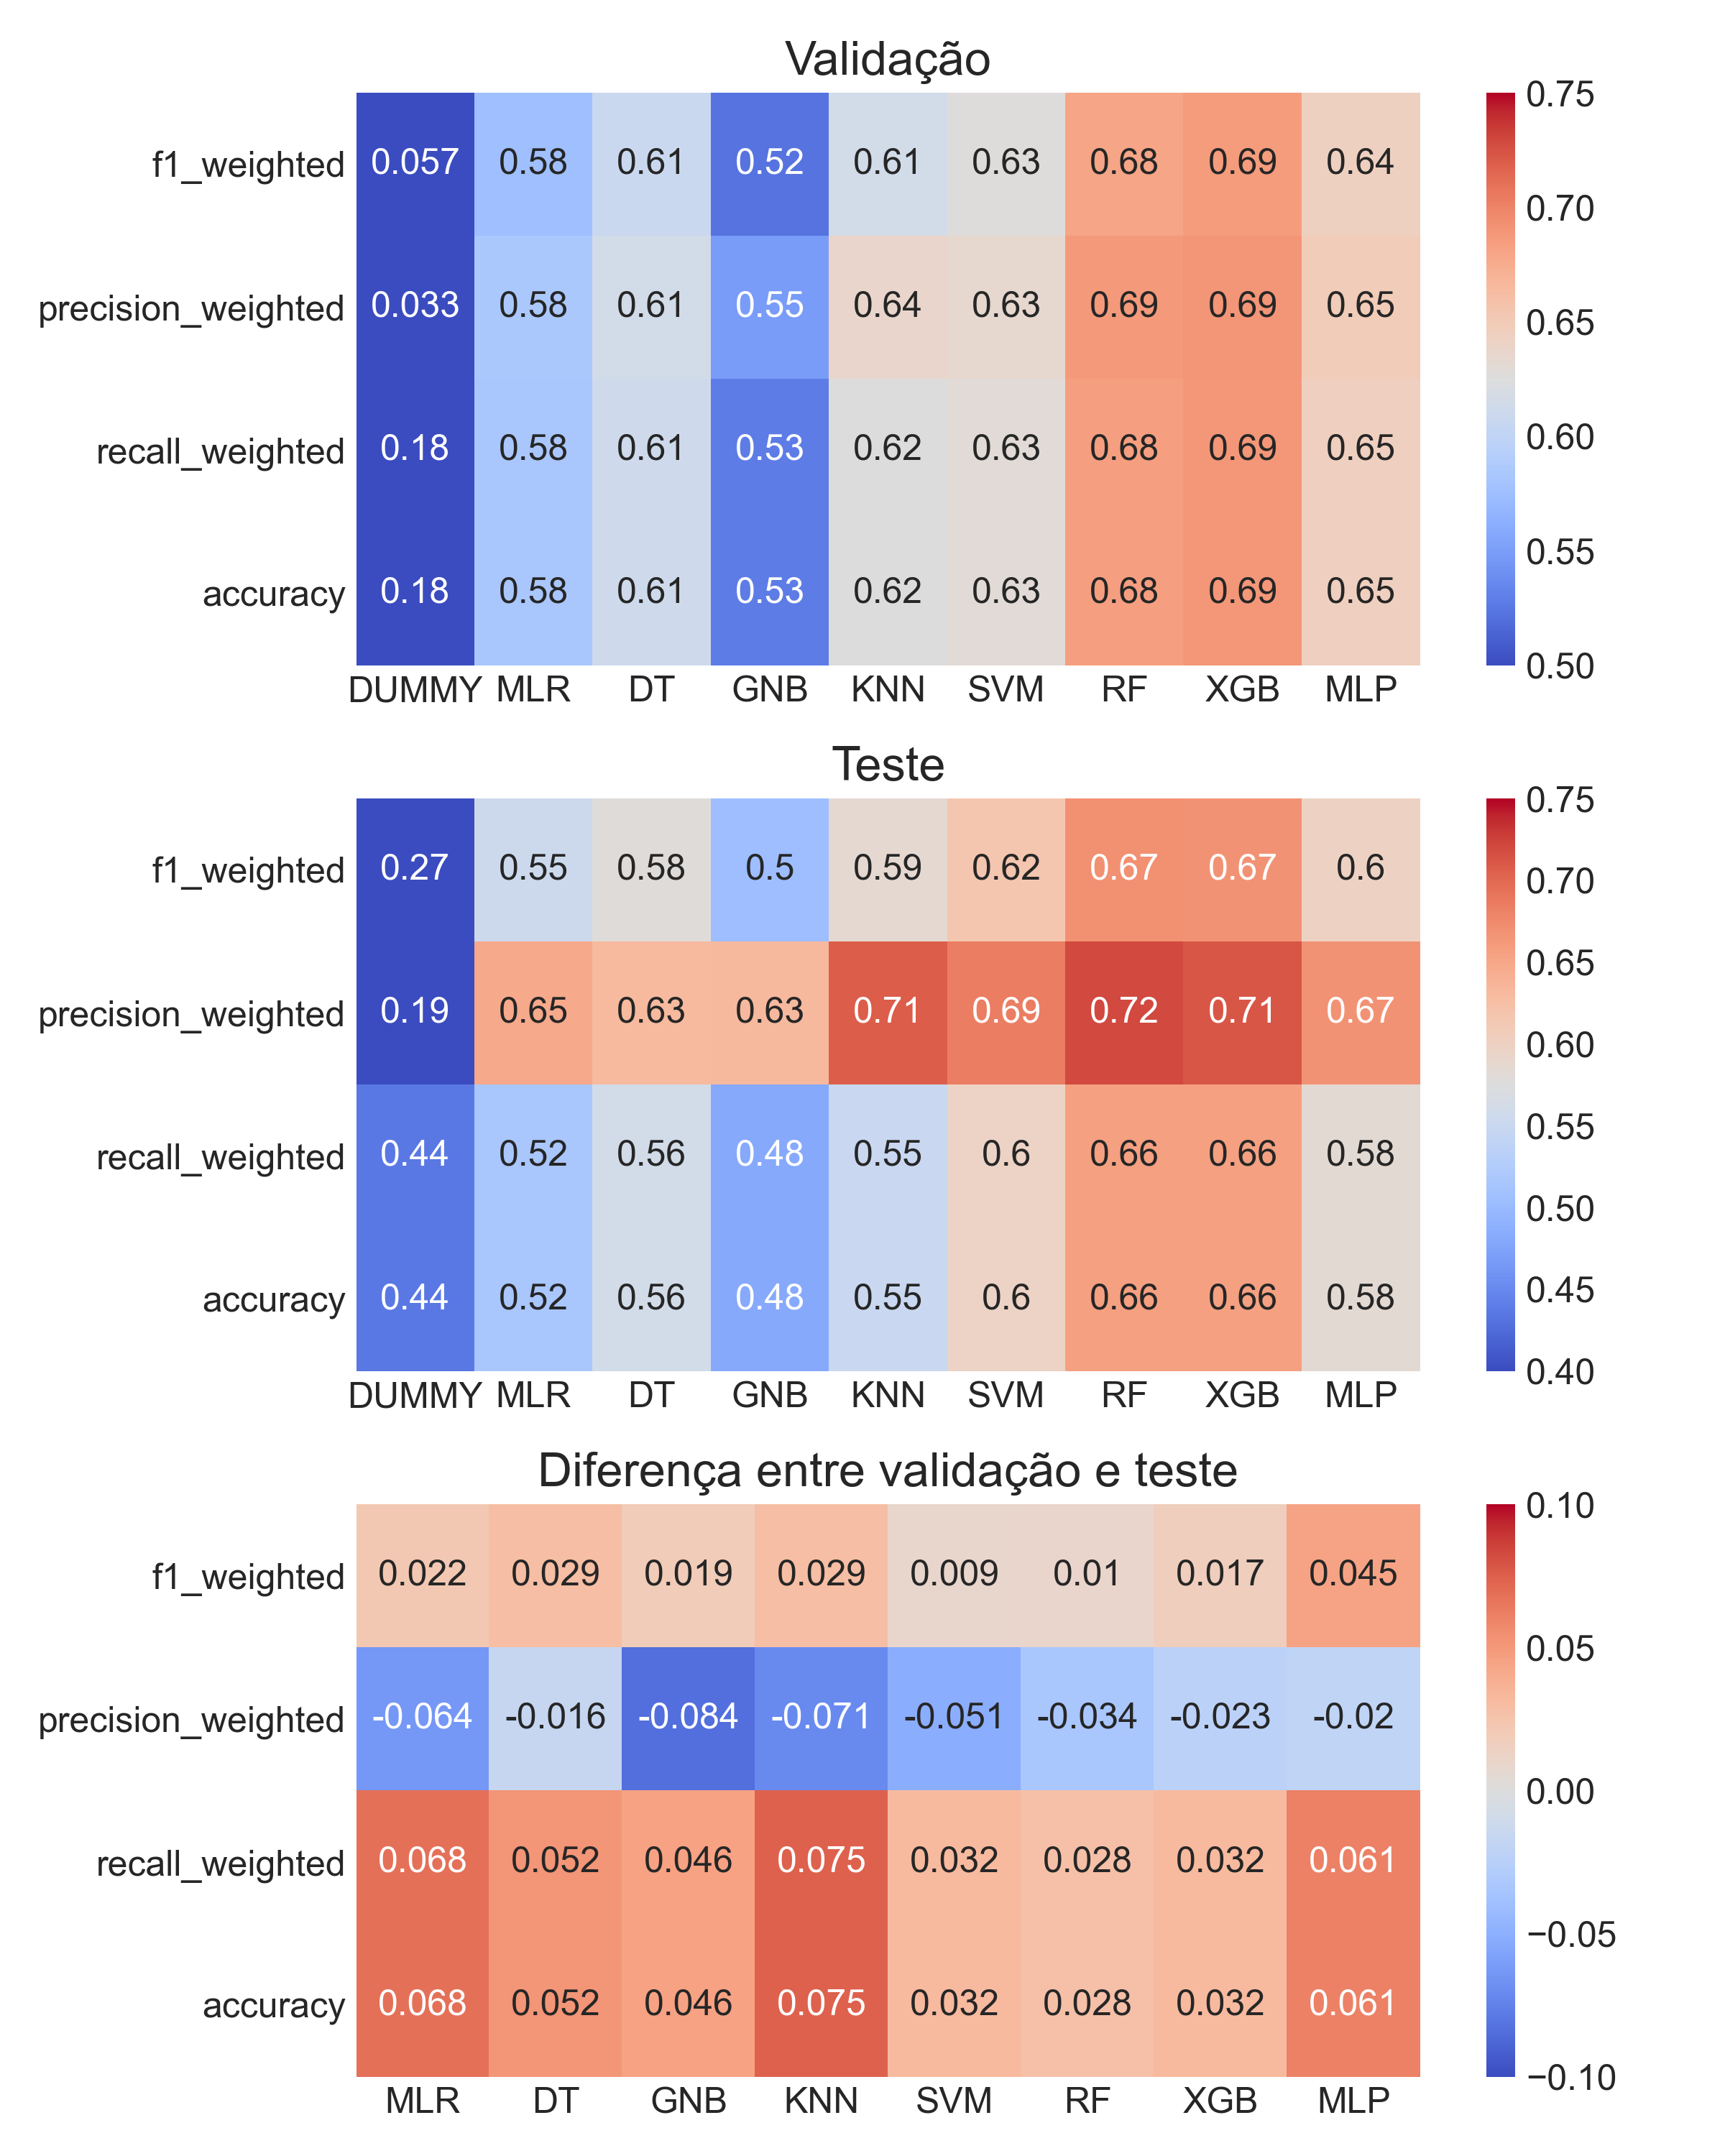 Validação
f1_weighted 0.057 0.58 0.61 0.52 0.61 0.63 0.68 0.69 0.64
precision_weighted 0.033 0.58 0.61 0.55 0.64 0.63 0.69 0.69 0.65
recall_weighted 0.18 0.58 0.61 0.53 0.62 0.63 0.68 0.69 0.65
accuracy 0.18 0.58 0.61 0.53 0.62 0.63 0.68 0.69 0.65
DUMMY MLR DT GNB KNN SVM RF XGB MLP
0.75
0.70
0.65
0.60
0.55
0.50
Teste
f1_weighted 0.27 0.55 0.58 0.5 0.59 0.62 0.67 0.67 0.6
precision_weighted 0.19 0.65 0.63 0.63 0.71 0.69 0.72 0.71 0.67
recall_weighted 0.44 0.52 0.56 0.48 0.55 0.6 0.66 0.66 0.58
accuracy 0.44 0.52 0.56 0.48 0.55 0.6 0.66 0.66 0.58
DUMMY MLR DT GNB KNN SVM RF XGB MLP
0.75
0.70
0.65
0.60
0.55
0.50
0.45
0.40
Diferença entre validação e teste
f1_weighted 0.022 0.029 0.019 0.029 0.009 0.01 0.017 0.045
precision_weighted -0.064 -0.016 -0.084 -0.071 -0.051 -0.034 -0.023 -0.02
recall_weighted 0.068 0.052 0.046 0.075 0.032 0.028 0.032 0.061
accuracy 0.068 0.052 0.046 0.075 0.032 0.028 0.032 0.061
MLR DT GNB KNN SVM RF XGB MLP
0.10
0.05
0.00
−0.05
−0.10